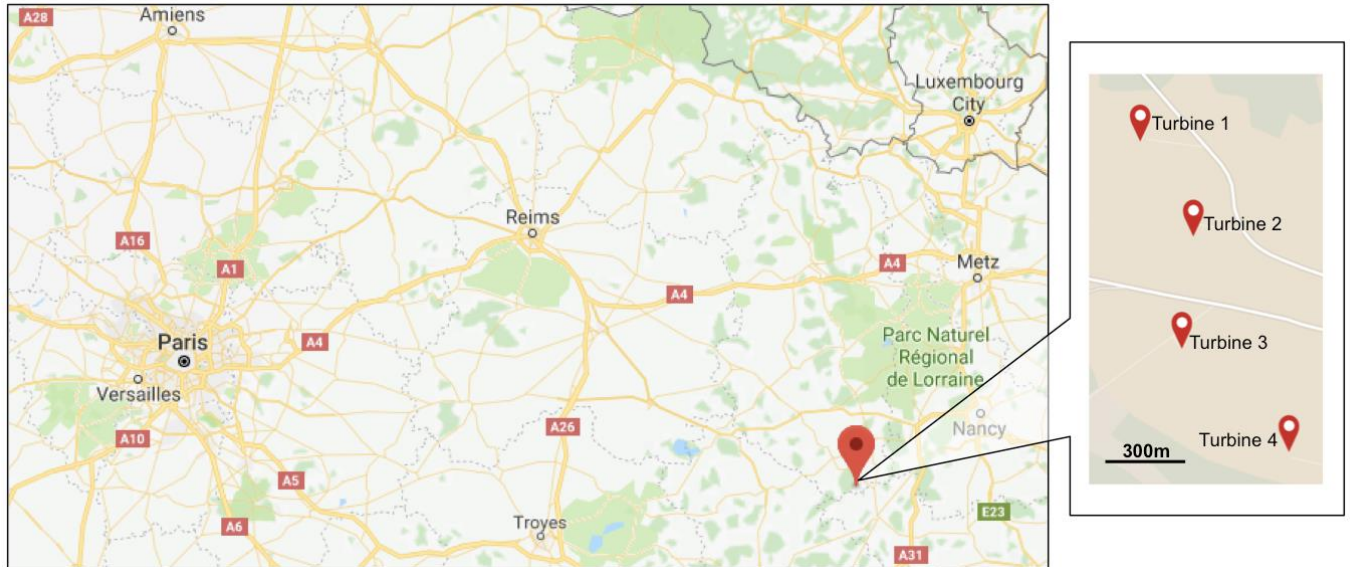 A28
Amiens
Luxembourg
City
Reims
A16
A1
A4
Metz
A4
Paris
A4
Versailles
Parc Naturel
Régional
de Lorraine
A10
A26
Nancy
A5
Troyes
A6
E23
A31
Turbine 1
Turbine 2
Turbine 3
Turbine 4
300m